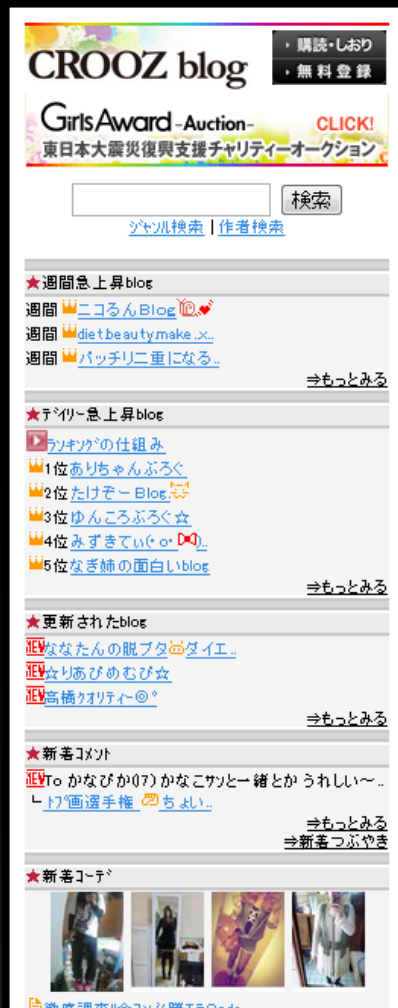 CROOZ blog
・購読・しおり
・無料登録
GirlsAward -Auction- CLICK!
東日本大震災復興支援チャリティーオークション
検索
ｼﾞｬﾝﾙ検索 | 作者検索
★週間急上昇blog
週間 ニコるんBlog
週間 diet.beauty.make.x..
週間 パッチリ二重になる..
⇒もっとみる
★ﾃﾞｲﾘｰ急上昇blog
ﾗﾝｷﾝｸﾞの仕組み
1位ありちゃんぶろぐ
2位たけぞーBlog.
3位ゆんころぶろぐ☆
4位みずきてぃ(･o･)..
5位なぎ姉の面白いblog
⇒もっとみる
★更新されたblog
NEWななたんの脱ブタダイエ..
NEW☆りあぴめむぴ☆
NEW高橋ｸｵﾘﾃｨｰ◎°
⇒もっとみる
★新着ｺﾒﾝﾄ
NEWTo かなぴか(17) かなこｻﾝと一緒とか うれしい〜..
└ ﾄﾌﾟ画選手権 ちょい..
⇒もっとみる
⇒新着つぶやき
★新着ｺｰﾃﾞ